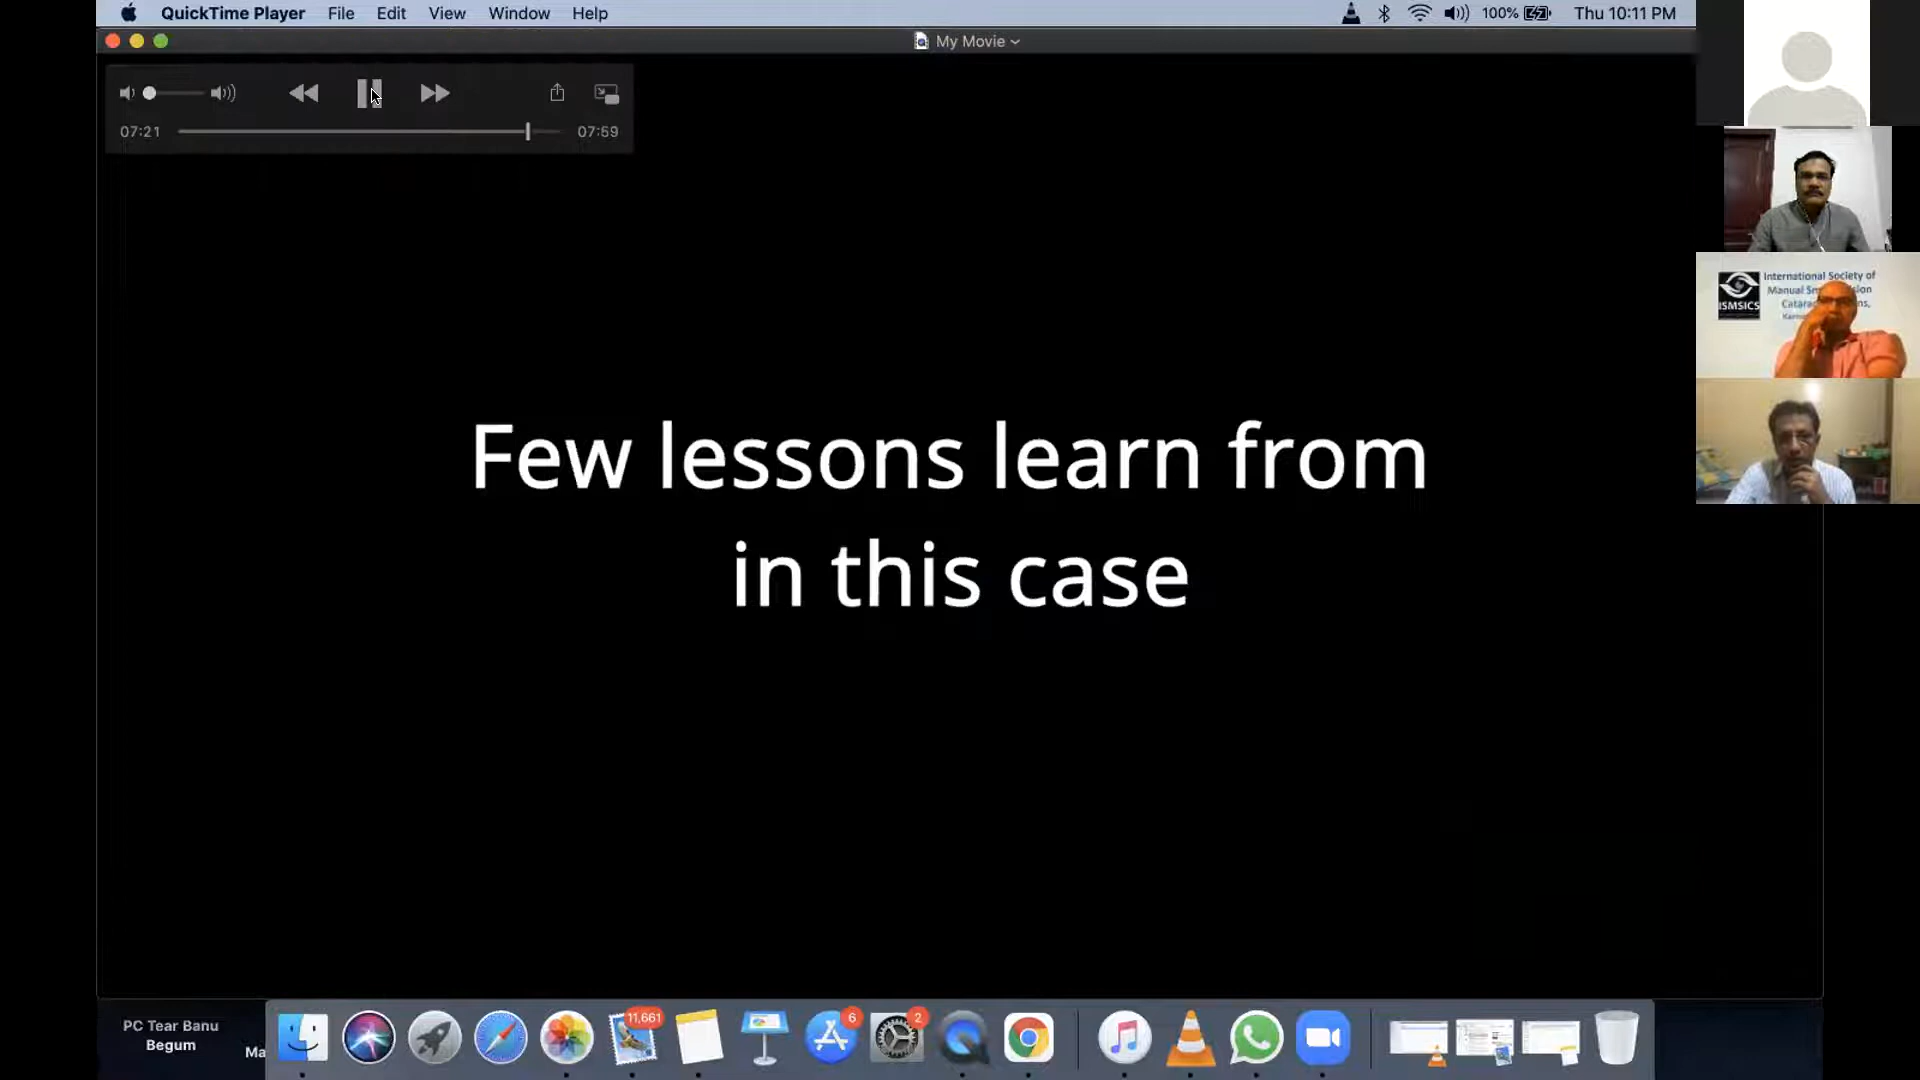 QuickTime Player File Edit View Window Help 100% Thu 10:11 PM
My Movie
07:21 07:59
International Society of
Manual
ISMSICS
Few lessons learn from
in this case
PC Tear Banu
Begum
Ma
11,661 6 2